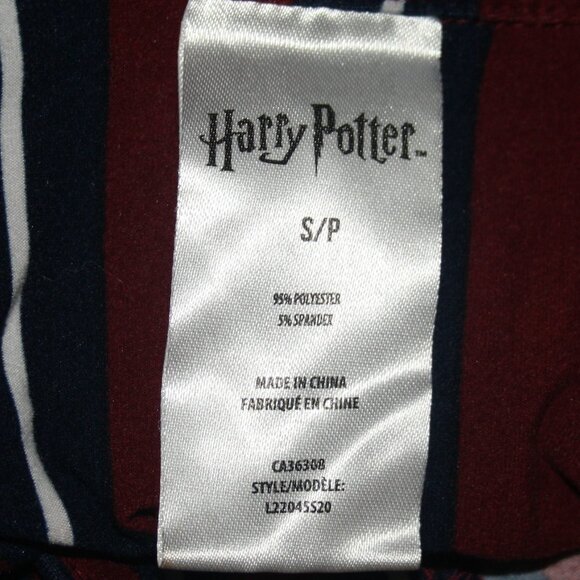 Harry Potter™
S/P
95% POLYESTER
5% SPANDEX
MADE IN CHINA
FABRIQUÉ EN CHINE
CA36308
STYLE/MODÈLE:
L22045S20